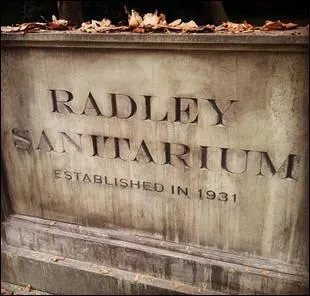 RADLEY
SANITARIUM
ESTABLISHED IN 1931